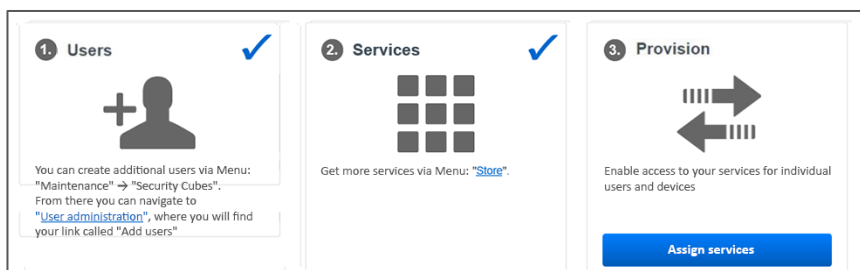 1. Users
You can create additional users via Menu:
"Maintenance" → "Security Cubes".
From there you can navigate to
"User administration", where you will find
your link called "Add users"
2. Services
Get more services via Menu: "Store".
3. Provision
Enable access to your services for individual
users and devices
Assign services